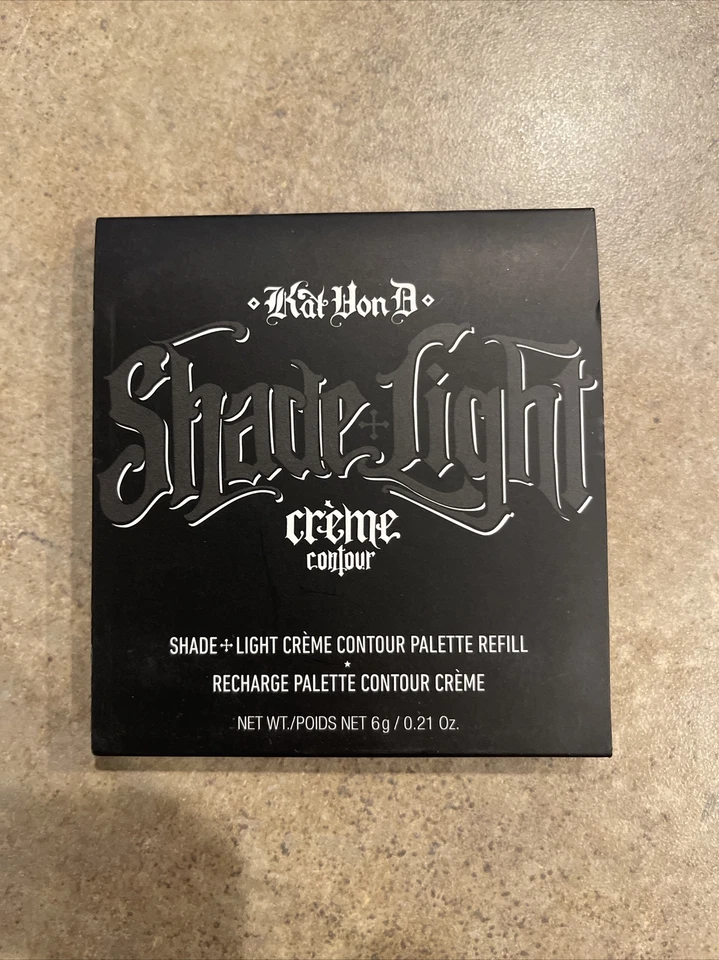 Kat Von D
Shade Light
crème
contour
SHADE + LIGHT CRÈME CONTOUR PALETTE REFILL
RECHARGE PALETTE CONTOUR CRÈME
NET WT./POIDS NET 6g / 0.21 Oz.